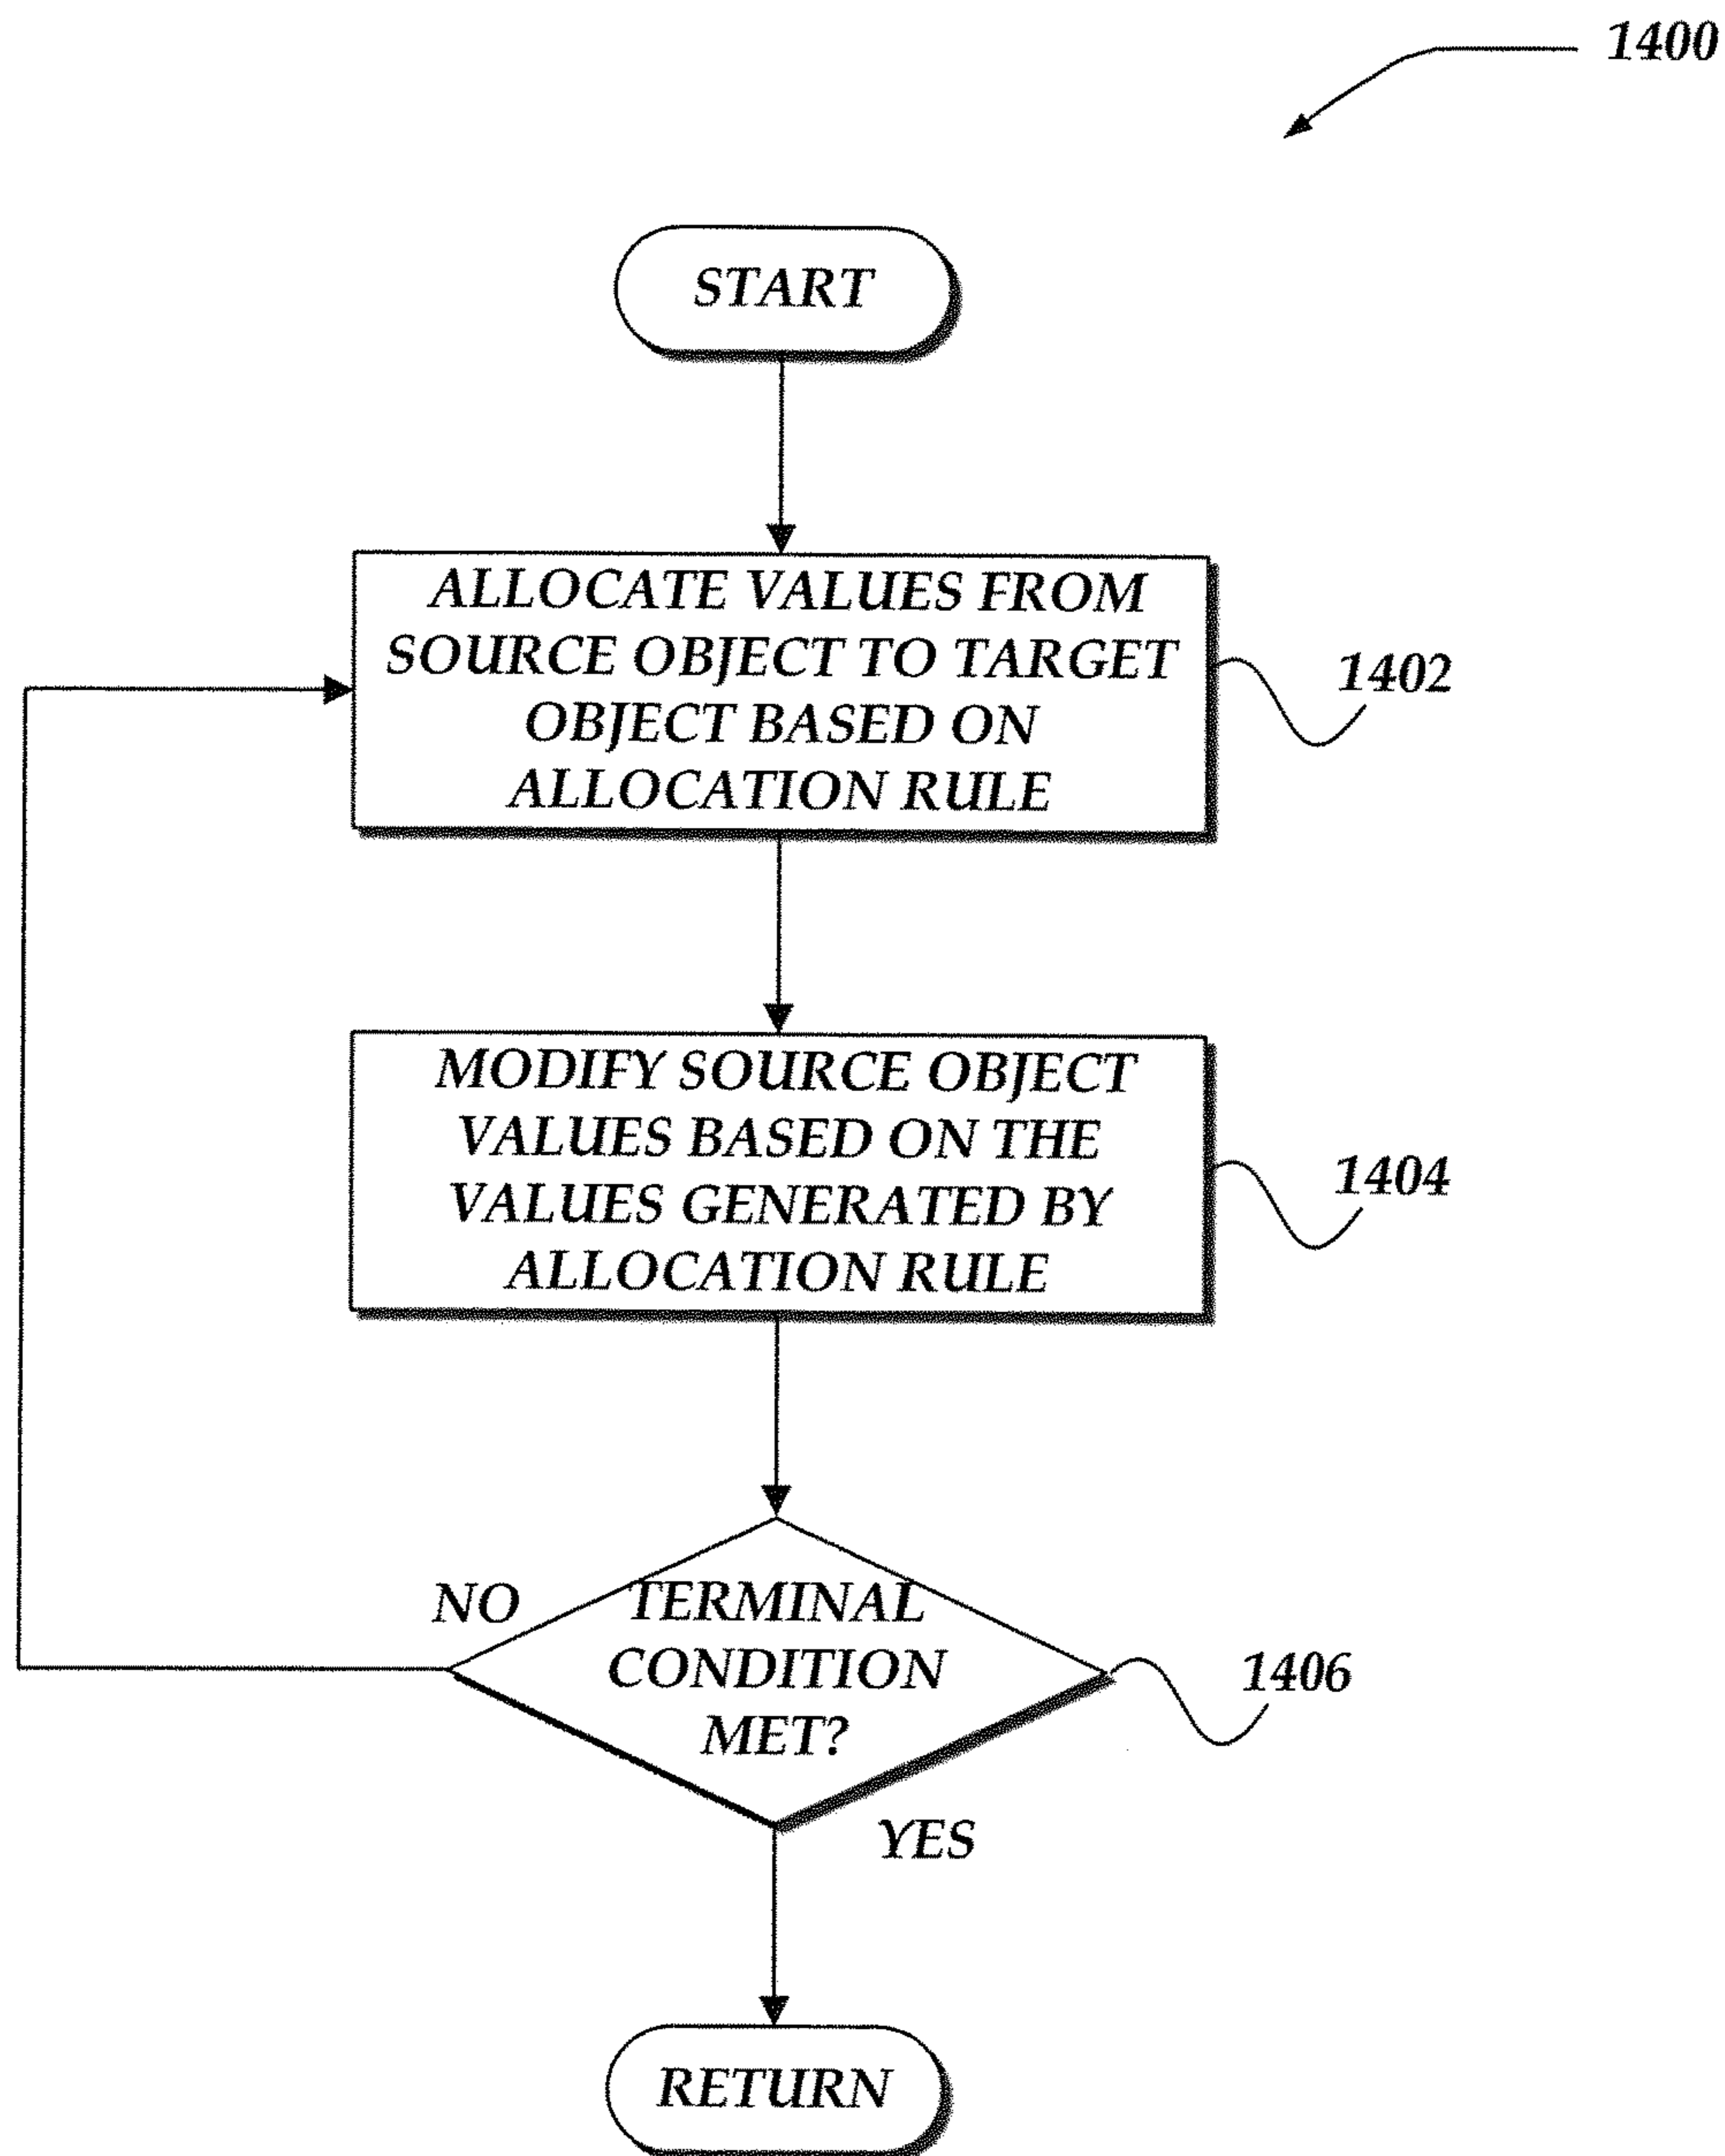 1400
START
ALLOCATE VALUES FROM
SOURCE OBJECT TO TARGET
OBJECT BASED ON
ALLOCATION RULE
1402
MODIFY SOURCE OBJECT
VALUES BASED ON THE
VALUES GENERATED BY
ALLOCATION RULE
1404
NO
TERMINAL
CONDITION
MET?
1406
YES
RETURN